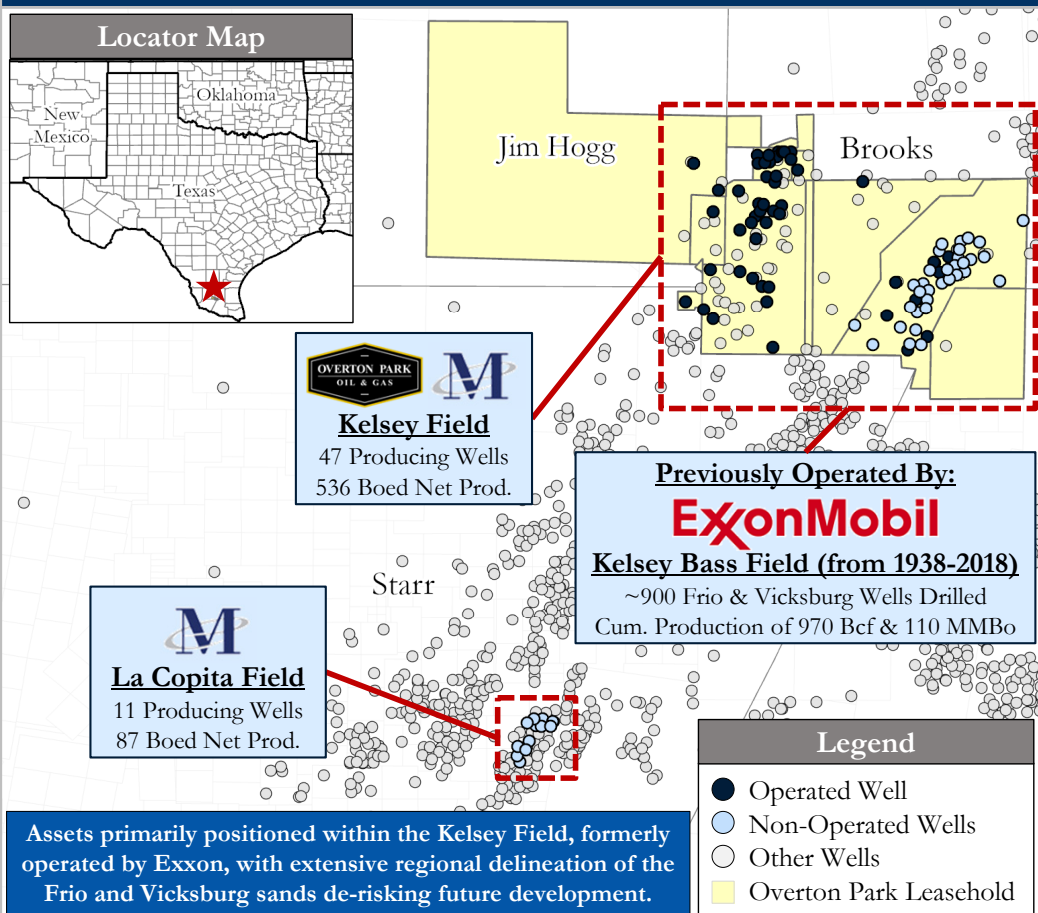 Locator Map
New
Mexico
Oklahoma
Texas
Jim Hogg
Brooks
OVERTON PARK
OIL & GAS
M
Kelsey Field
47 Producing Wells
536 Boed Net Prod.
Previously Operated By:
ExxonMobil
Kelsey Bass Field (from 1938-2018)
~900 Frio & Vicksburg Wells Drilled
Cum. Production of 970 Bcf & 110 MMBo
Starr
M
La Copita Field
11 Producing Wells
87 Boed Net Prod.
Legend
Operated Well
Non-Operated Wells
Other Wells
Overton Park Leasehold
Assets primarily positioned within the Kelsey Field, formerly
operated by Exxon, with extensive regional delineation of the
Frio and Vicksburg sands de-risking future development.